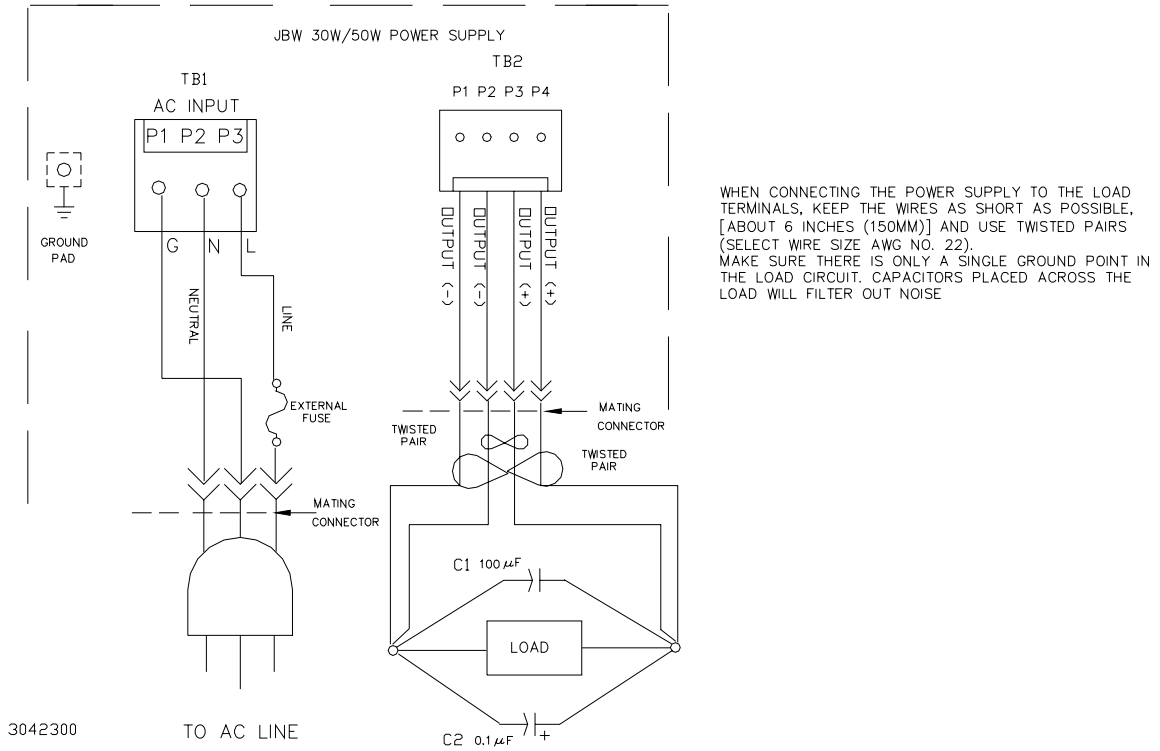 JBW 30W/50W POWER SUPPLY
TB1
AC INPUT
P1 P2 P3
TB2
P1 P2 P3 P4
GROUND
PAD
G N L
NEUTRAL
LINE
EXTERNAL
FUSE
MATING
CONNECTOR
TO AC LINE
3042300
OUTPUT (-)
OUTPUT (-)
OUTPUT (+)
OUTPUT (+)
MATING
CONNECTOR
TWISTED
PAIR
TWISTED
PAIR
C1 100 µF
LOAD
C2 0.1 µF +
WHEN CONNECTING THE POWER SUPPLY TO THE LOAD
TERMINALS, KEEP THE WIRES AS SHORT AS POSSIBLE,
[ABOUT 6 INCHES (150MM)] AND USE TWISTED PAIRS
(SELECT WIRE SIZE AWG NO. 22).
MAKE SURE THERE IS ONLY A SINGLE GROUND POINT IN
THE LOAD CIRCUIT. CAPACITORS PLACED ACROSS THE
LOAD WILL FILTER OUT NOISE